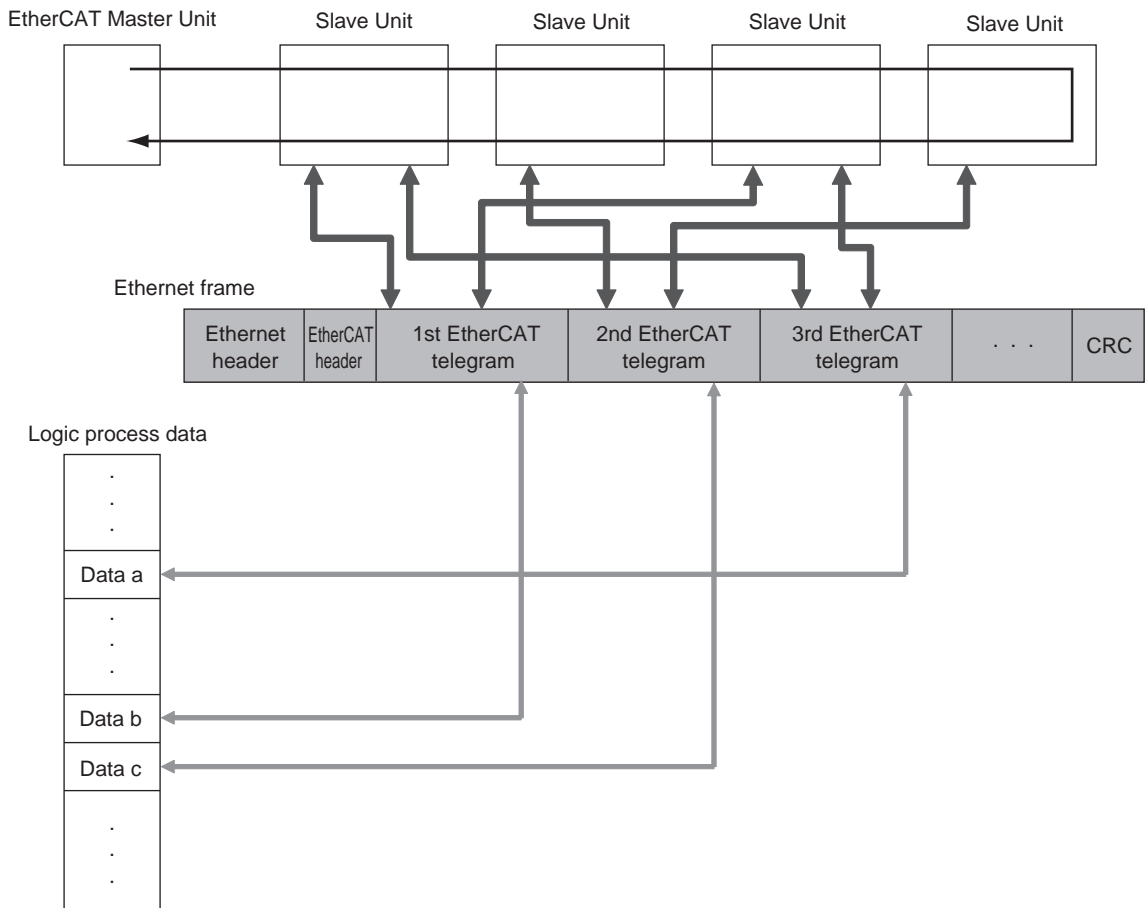 EtherCAT Master Unit
Slave Unit
Slave Unit
Slave Unit
Slave Unit
Ethernet frame
Ethernet
header
EtherCAT
header
1st EtherCAT
telegram
2nd EtherCAT
telegram
3rd EtherCAT
telegram
· · ·
CRC
Logic process data
·
·
·
Data a
·
·
·
Data b
Data c
·
·
·